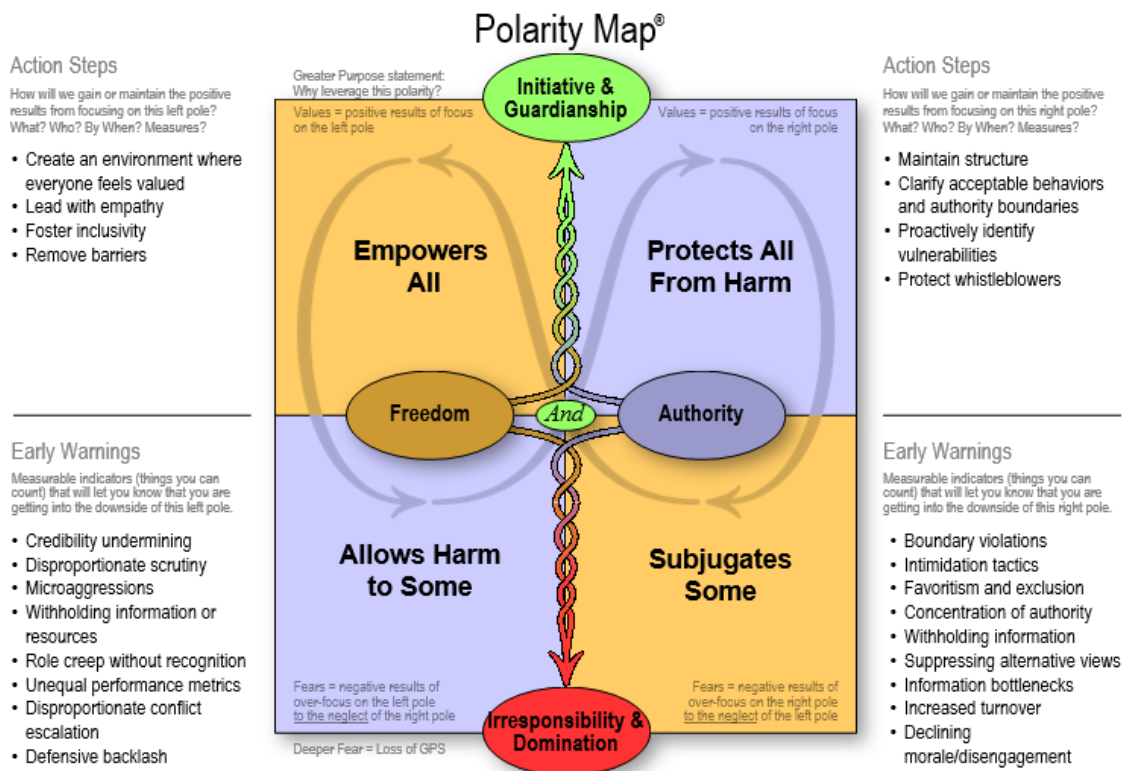 Polarity Map®
Action Steps
How will we gain or maintain the positive
results from focusing on this left pole?
What? Who? By When? Measures?
• Create an environment where
everyone feels valued
• Lead with empathy
• Foster inclusivity
• Remove barriers
Early Warnings
Measurable indicators (things you can
count) that will let you know that you are
getting into the downside of this left pole.
• Credibility undermining
• Disproportionate scrutiny
• Microaggressions
• Withholding information or
resources
• Role creep without recognition
• Unequal performance metrics
• Disproportionate conflict
escalation
• Defensive backlash
Greater Purpose statement:
Why leverage this polarity?
Initiative &
Guardianship
Values = positive results of focus
on the left pole
Values = positive results of focus
on the right pole
Empowers
All
Protects All
From Harm
Freedom
And
Authority
Allows Harm
to Some
Subjugates
Some
Fears = negative results of
over-focus on the left pole
to the neglect of the right pole
Fears = negative results of
over-focus on the right pole
to the neglect of the left pole
Irresponsibility &
Domination
Deeper Fear = Loss of GPS
Action Steps
How will we gain or maintain the positive
results from focusing on this right pole?
What? Who? By When? Measures?
• Maintain structure
• Clarify acceptable behaviors
and authority boundaries
• Proactively identify
vulnerabilities
• Protect whistleblowers
Early Warnings
Measurable indicators (things you can
count) that will let you know that you are
getting into the downside of this right pole.
• Boundary violations
• Intimidation tactics
• Favoritism and exclusion
• Concentration of authority
• Withholding information
• Suppressing alternative views
• Information bottlenecks
• Increased turnover
• Declining
morale/disengagement